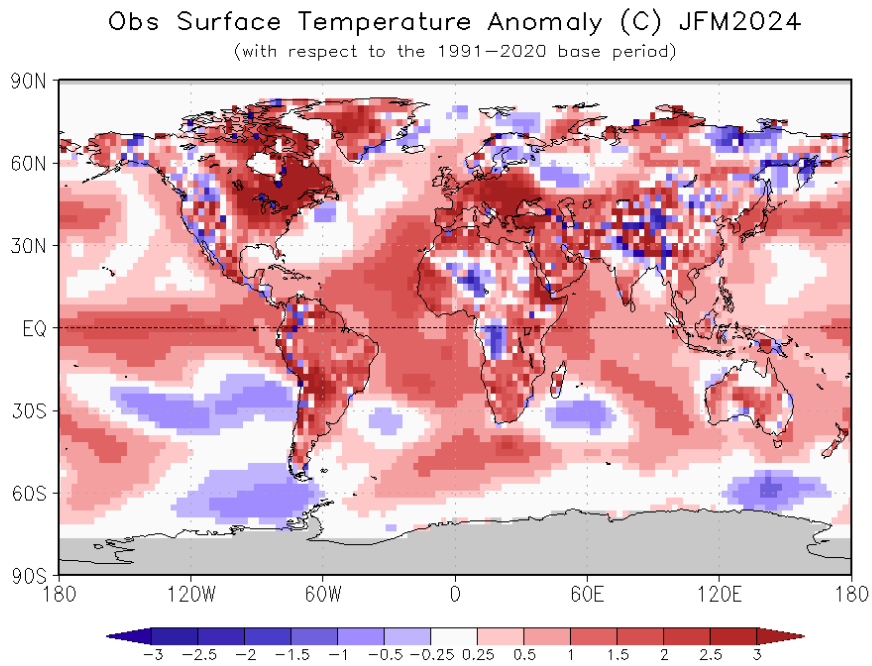 Obs Surface Temperature Anomaly (C) JFM2024
(with respect to the 1991−2020 base period)
90N
60N
30N
EQ
30S
60S
90S
180 120W 60W 0 60E 120E 180
−3 −2.5 −2 −1.5 −1 −0.5 −0.25 0.25 0.5 1 1.5 2 2.5 3